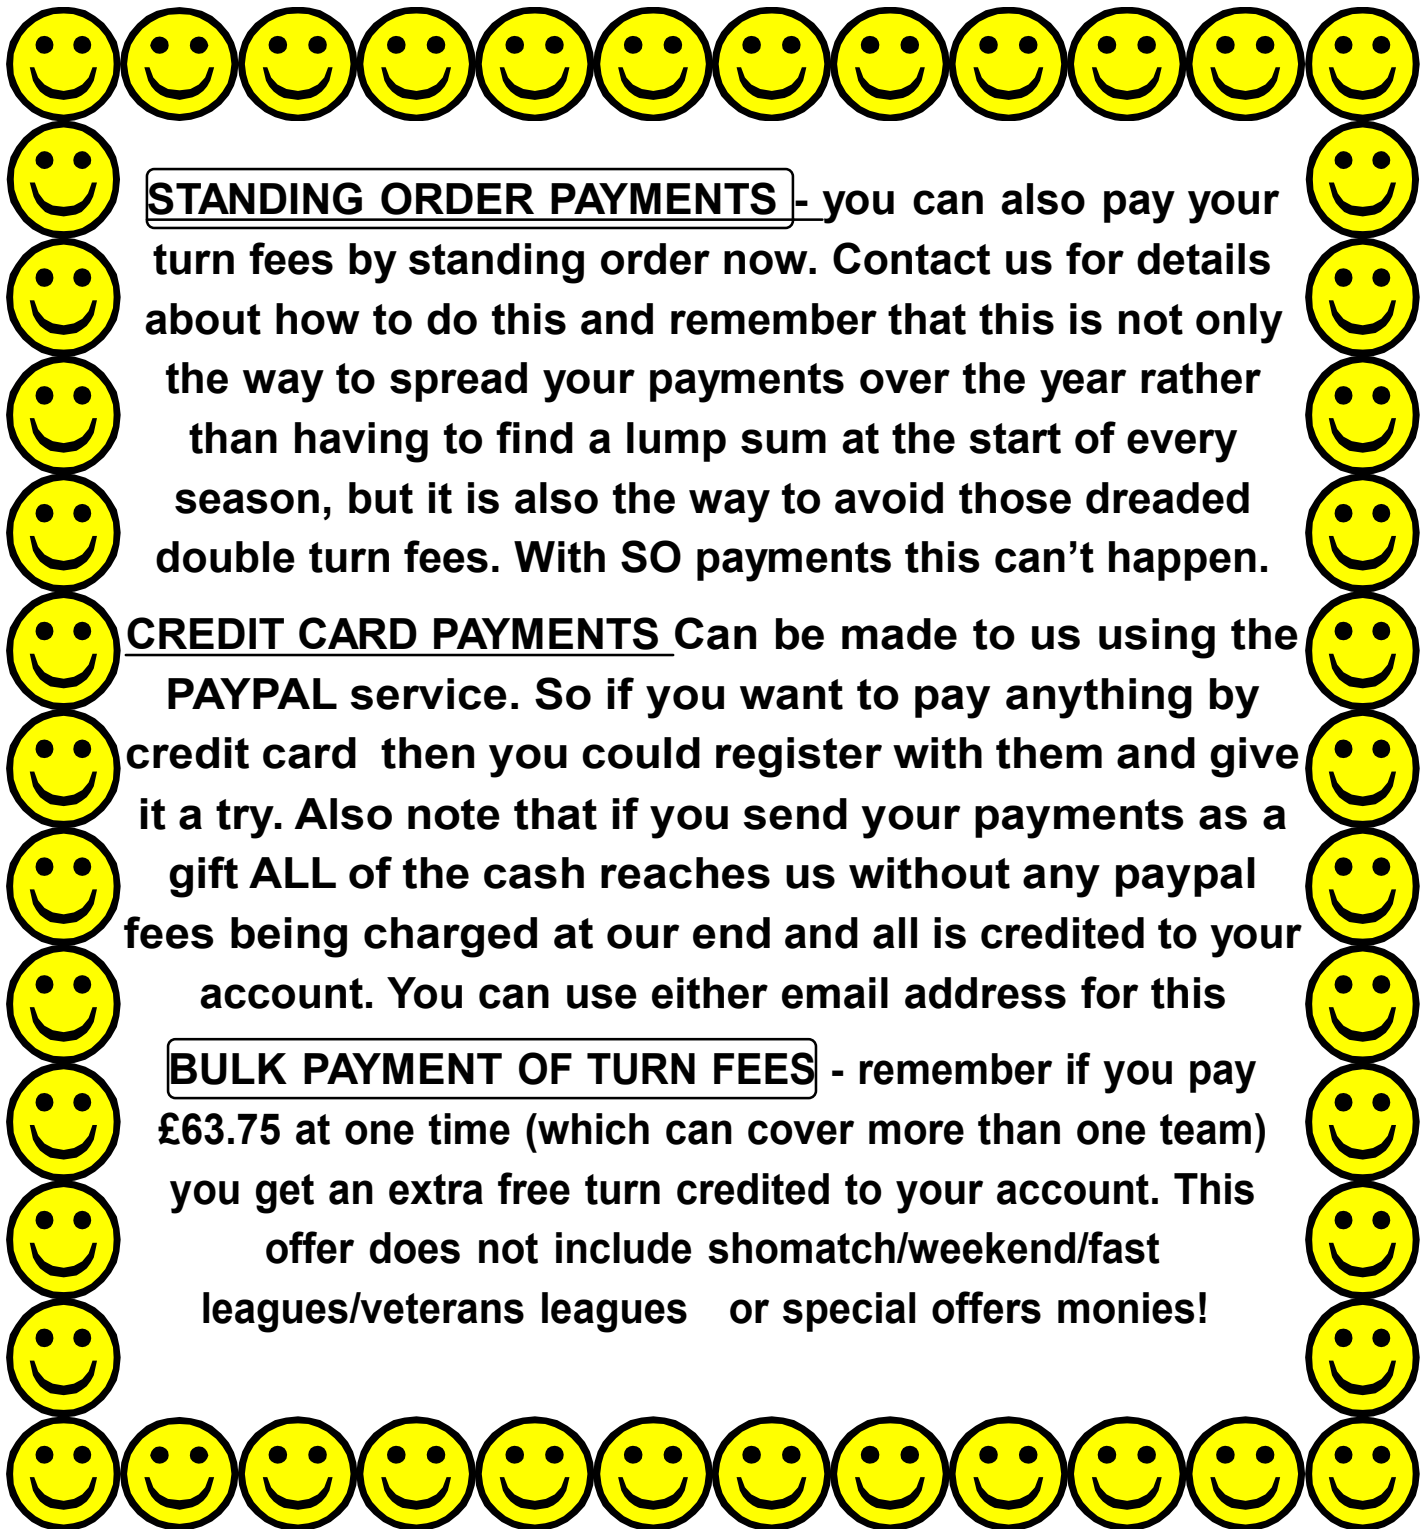 STANDING ORDER PAYMENTS - you can also pay your
turn fees by standing order now. Contact us for details
about how to do this and remember that this is not only
the way to spread your payments over the year rather
than having to find a lump sum at the start of every
season, but it is also the way to avoid those dreaded
double turn fees. With SO payments this can’t happen.
CREDIT CARD PAYMENTS Can be made to us using the
PAYPAL service. So if you want to pay anything by
credit card then you could register with them and give
it a try. Also note that if you send your payments as a
gift ALL of the cash reaches us without any paypal
fees being charged at our end and all is credited to your
account. You can use either email address for this
BULK PAYMENT OF TURN FEES - remember if you pay
£63.75 at one time (which can cover more than one team)
you get an extra free turn credited to your account. This
offer does not include shomatch/weekend/fast
leagues/veterans leagues or special offers monies!